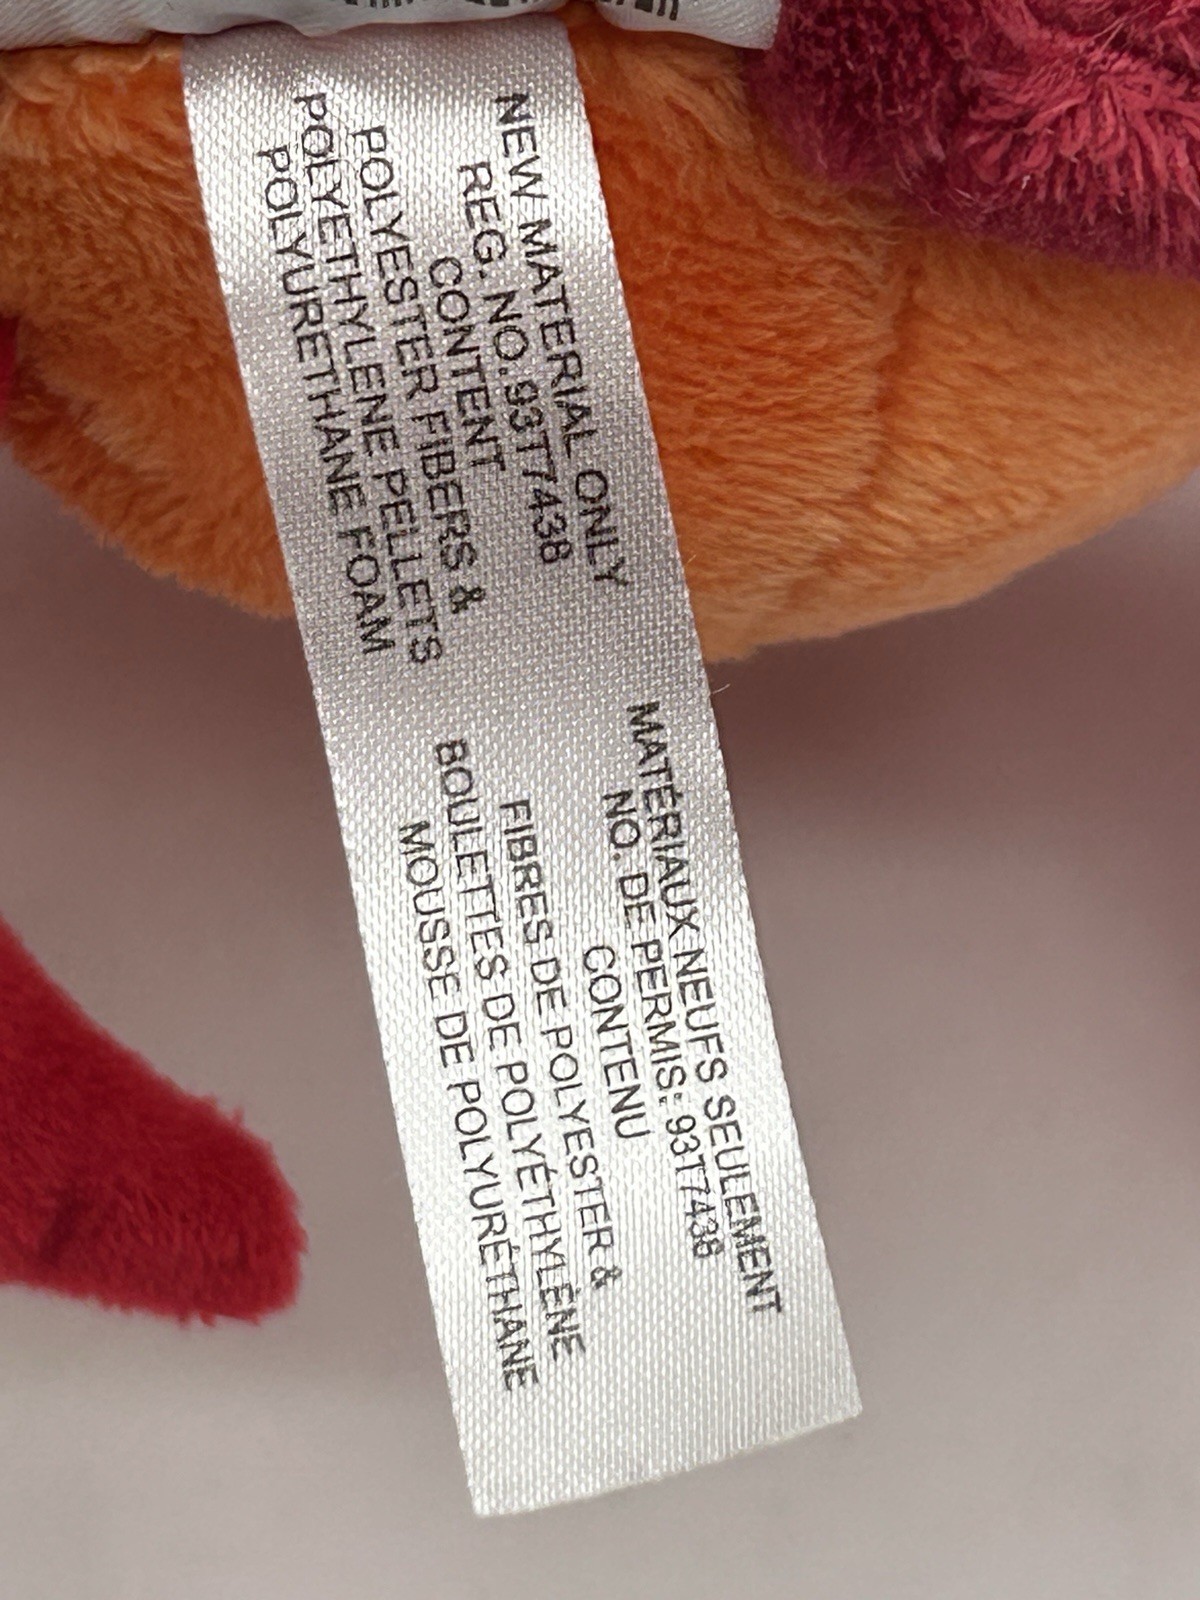 NEW MATERIAL ONLY
REG. NO. 93T7438
CONTENT
POLYESTER FIBERS &
POLYETHYLENE PELLETS
POLYURETHANE FOAM
MATÉRIAUX NEUFS SEULEMENT
NO. DE PERMIS: 93T7438
CONTENU
FIBRES DE POLYESTER &
BOULETTES DE POLYÉTHYLÈNE
MOUSSE DE POLYURÉTHANE